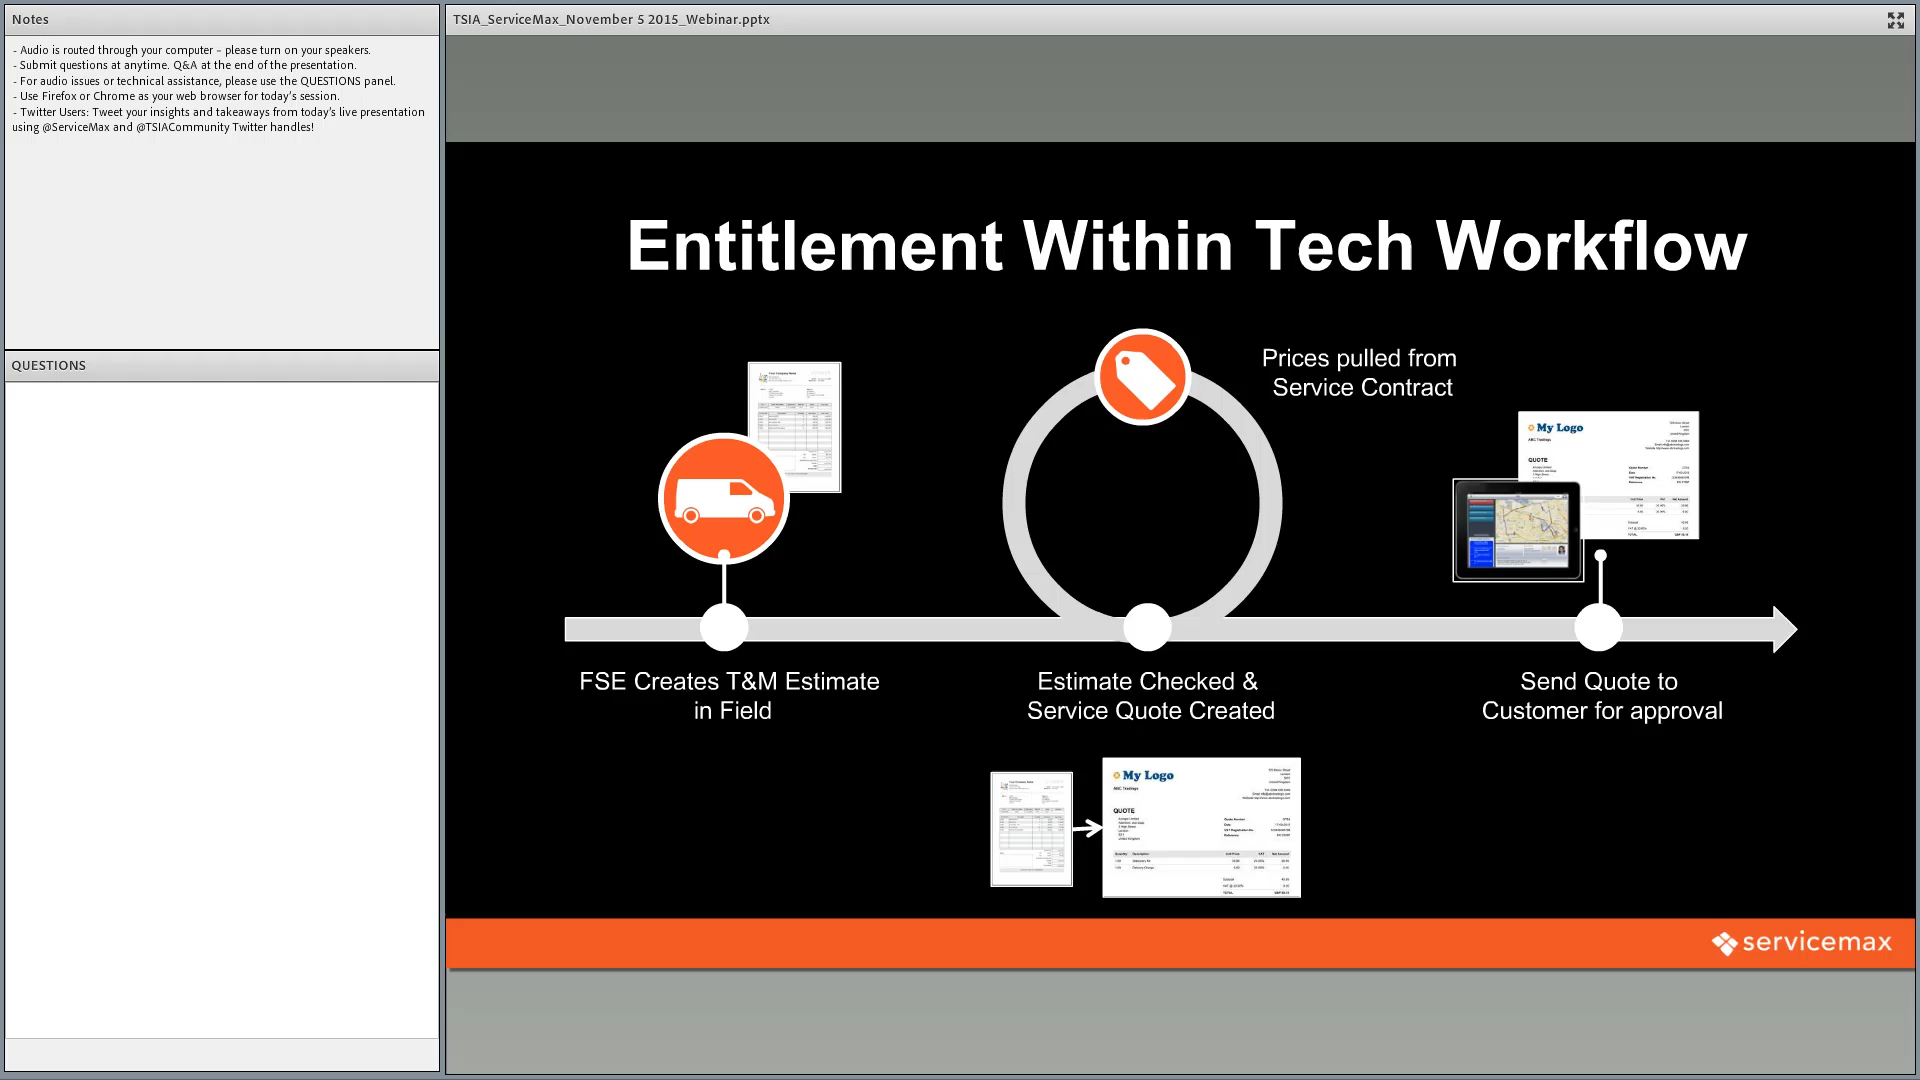 Notes
TSIA_ServiceMax_November 5 2015_Webinar.pptx
- Audio is routed through your computer – please turn on your speakers.
- Submit questions at anytime. Q&A at the end of the presentation.
- For audio issues or technical assistance, please use the QUESTIONS panel.
- Use Firefox or Chrome as your web browser for today's session.
- Twitter Users: Tweet your insights and takeaways from today's live presentation
using @ServiceMax and @TSIACommunity Twitter handles!
QUESTIONS
Entitlement Within Tech Workflow
Prices pulled from
Service Contract
My Logo
ABC Tradings
QUOTE
FSE Creates T&M Estimate
in Field
Estimate Checked &
Service Quote Created
Send Quote to
Customer for approval
My Logo
ABC Tradings
QUOTE
servicemax